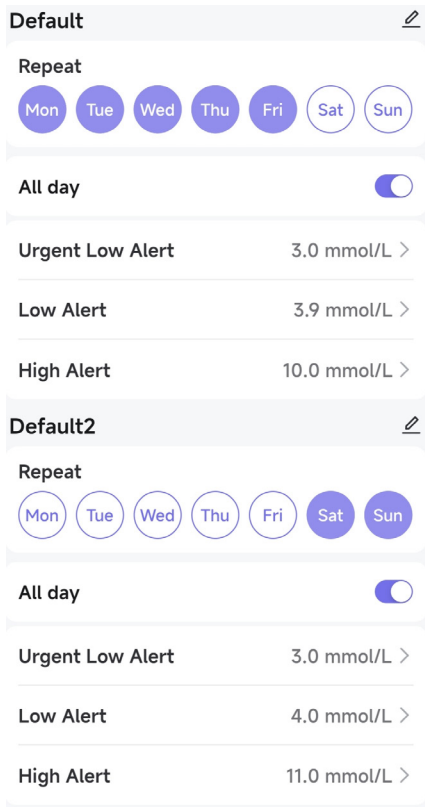 Default
Repeat
Mon Tue Wed Thu Fri Sat Sun
All day
Urgent Low Alert 3.0 mmol/L
Low Alert 3.9 mmol/L
High Alert 10.0 mmol/L
Default2
Repeat
Mon Tue Wed Thu Fri Sat Sun
All day
Urgent Low Alert 3.0 mmol/L
Low Alert 4.0 mmol/L
High Alert 11.0 mmol/L